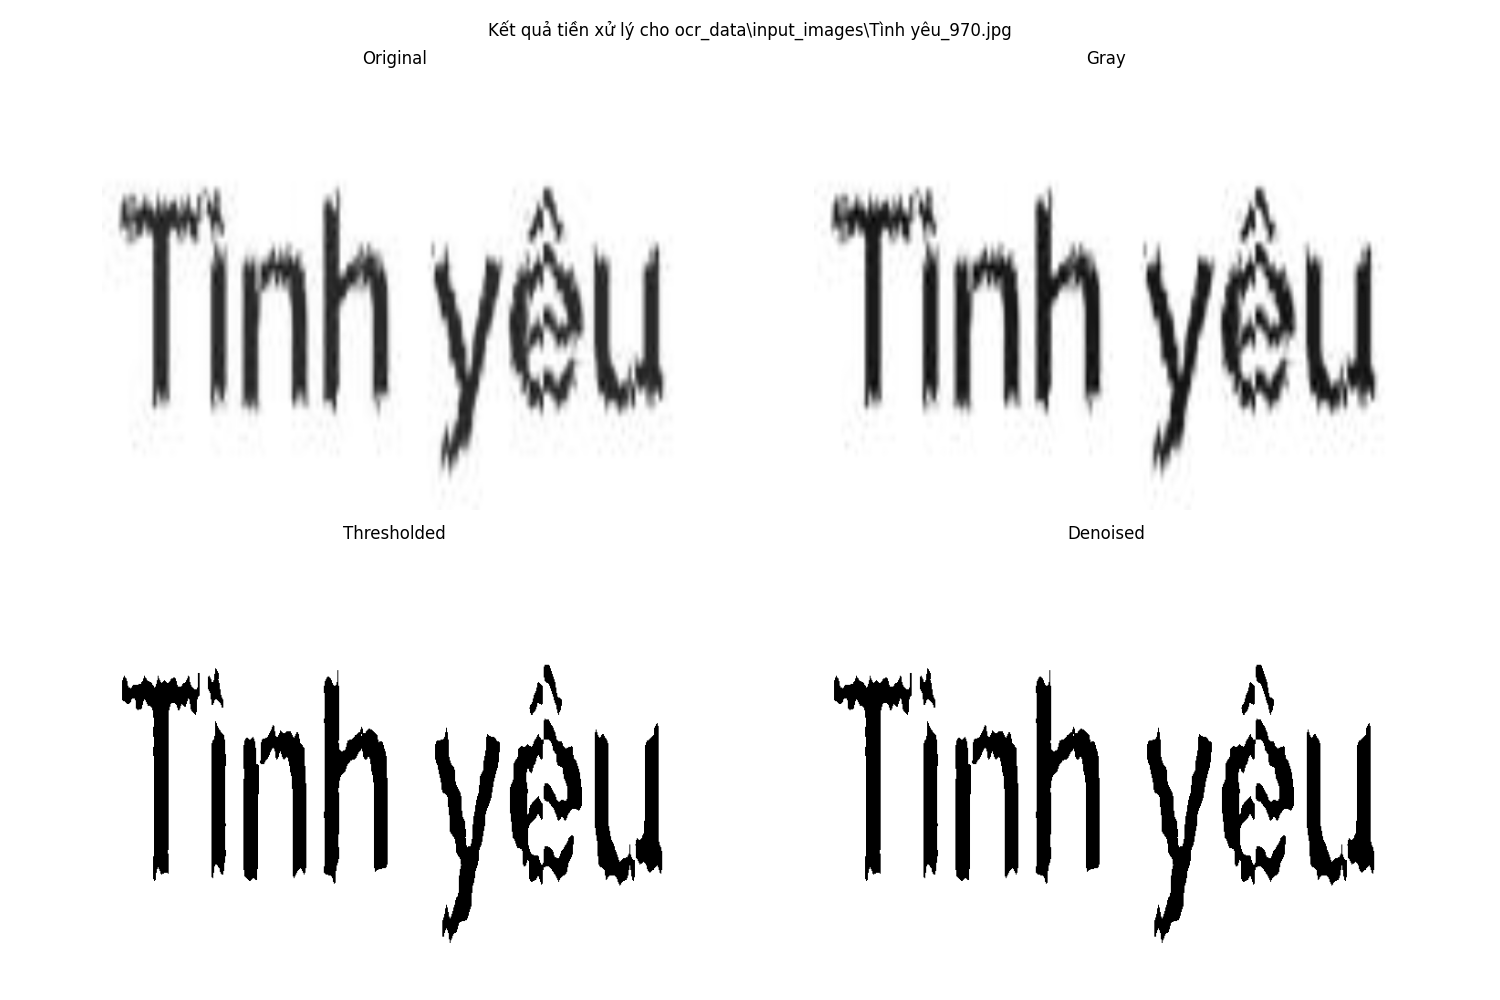 Kết quả tiền xử lý cho ocr_data\input_images\Tình yêu_970.jpg
Original
Gray
Tình yêu
Tình yêu
Thresholded
Denoised
Tình yêu
Tình yêu